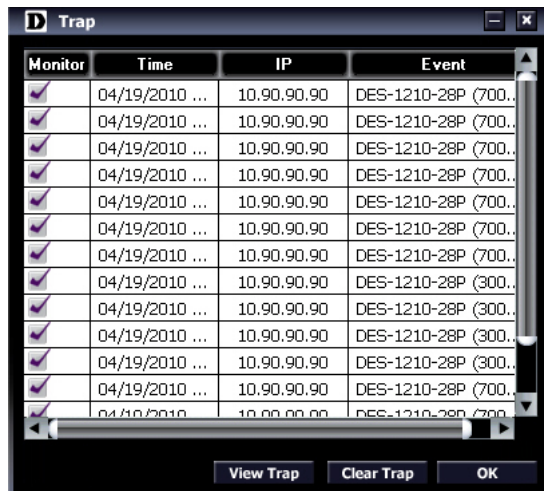 D Trap
Monitor Time IP Event
04/19/2010 ... 10.90.90.90 DES-1210-28P (700..
04/19/2010 ... 10.90.90.90 DES-1210-28P (700..
04/19/2010 ... 10.90.90.90 DES-1210-28P (700..
04/19/2010 ... 10.90.90.90 DES-1210-28P (700..
04/19/2010 ... 10.90.90.90 DES-1210-28P (700..
04/19/2010 ... 10.90.90.90 DES-1210-28P (700..
04/19/2010 ... 10.90.90.90 DES-1210-28P (700..
04/19/2010 ... 10.90.90.90 DES-1210-28P (300..
04/19/2010 ... 10.90.90.90 DES-1210-28P (300..
04/19/2010 ... 10.90.90.90 DES-1210-28P (300..
04/19/2010 ... 10.90.90.90 DES-1210-28P (300..
04/19/2010 ... 10.90.90.90 DES-1210-28P (700..
View Trap Clear Trap OK